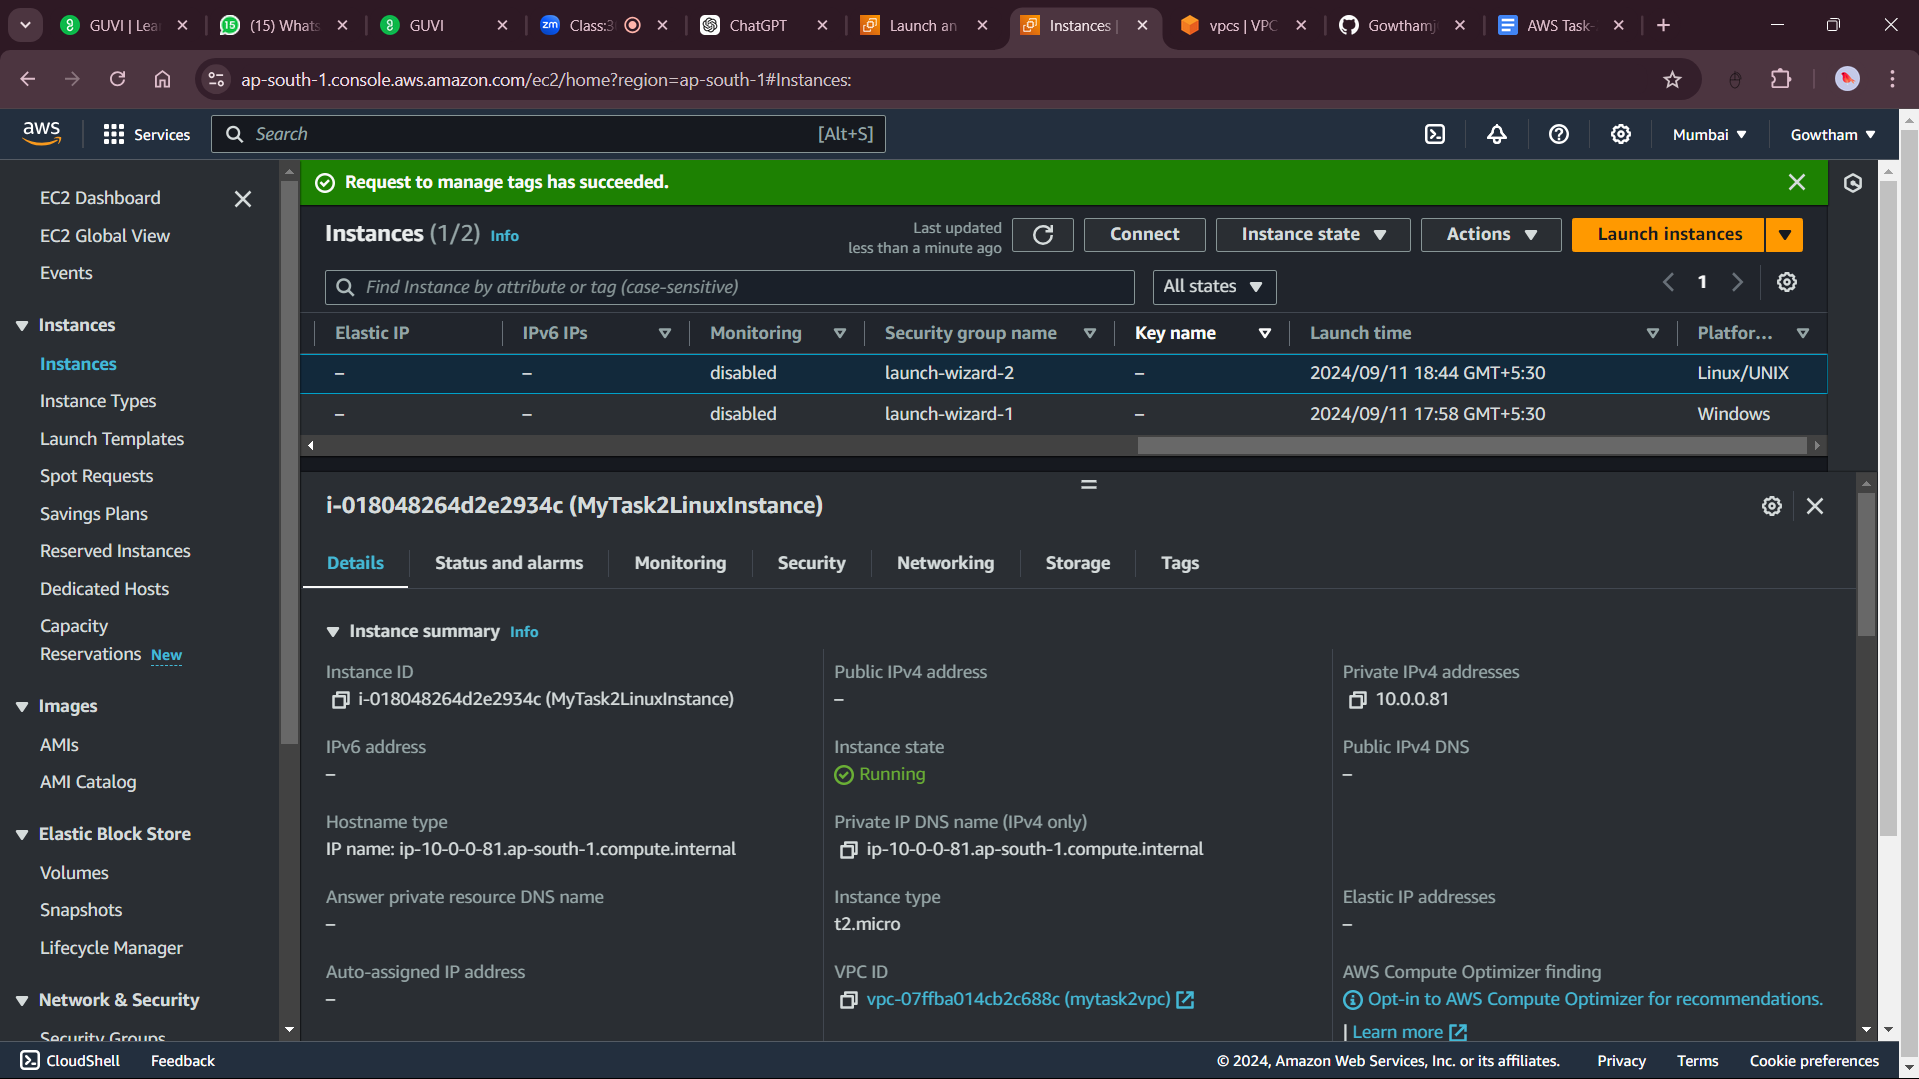 GUVI | Lear
(15) Whats
GUVI
Class:3
ChatGPT
Launch an
Instances |
vpcs | VPC
Gowthamj
AWS Task-
ap-south-1.console.aws.amazon.com/ec2/home?region=ap-south-1#Instances:
aws
Services
Search
[Alt+S]
Mumbai
Gowtham
EC2 Dashboard
EC2 Global View
Events
Instances
Instances
Instance Types
Launch Templates
Spot Requests
Savings Plans
Reserved Instances
Dedicated Hosts
Capacity
Reservations New
Images
AMIs
AMI Catalog
Elastic Block Store
Volumes
Snapshots
Lifecycle Manager
Network & Security
Security Groups
Request to manage tags has succeeded.
Instances (1/2) Info
Last updated
less than a minute ago
Connect
Instance state
Actions
Launch instances
Find Instance by attribute or tag (case-sensitive)
All states
1
Elastic IP IPv6 IPs Monitoring Security group name Key name Launch time Platfor...
– – disabled launch-wizard-2 – 2024/09/11 18:44 GMT+5:30 Linux/UNIX
– – disabled launch-wizard-1 – 2024/09/11 17:58 GMT+5:30 Windows
i-018048264d2e2934c (MyTask2LinuxInstance)
Details Status and alarms Monitoring Security Networking Storage Tags
Instance summary Info
Instance ID
i-018048264d2e2934c (MyTask2LinuxInstance)
Public IPv4 address
–
Private IPv4 addresses
10.0.0.81
IPv6 address
–
Instance state
Running
Public IPv4 DNS
–
Hostname type
IP name: ip-10-0-0-81.ap-south-1.compute.internal
Private IP DNS name (IPv4 only)
ip-10-0-0-81.ap-south-1.compute.internal
Answer private resource DNS name
–
Instance type
t2.micro
Elastic IP addresses
–
Auto-assigned IP address
–
VPC ID
vpc-07ffba014cb2c688c (mytask2vpc)
AWS Compute Optimizer finding
Opt-in to AWS Compute Optimizer for recommendations.
| Learn more
CloudShell
Feedback
© 2024, Amazon Web Services, Inc. or its affiliates.
Privacy
Terms
Cookie preferences